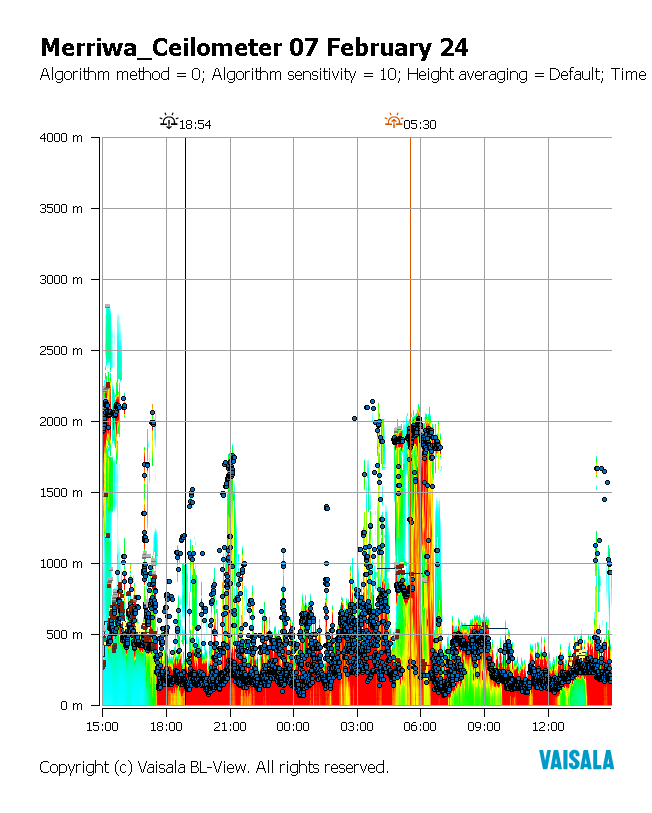 Merriwa_Ceilometer 07 February 24
Algorithm method = 0; Algorithm sensitivity = 10; Height averaging = Default; Time
18:54
05:30
4000 m
3500 m
3000 m
2500 m
2000 m
1500 m
1000 m
500 m
0 m
15:00
18:00
21:00
00:00
03:00
06:00
09:00
12:00
Copyright (c) Vaisala BL-View. All rights reserved.
VAISALA